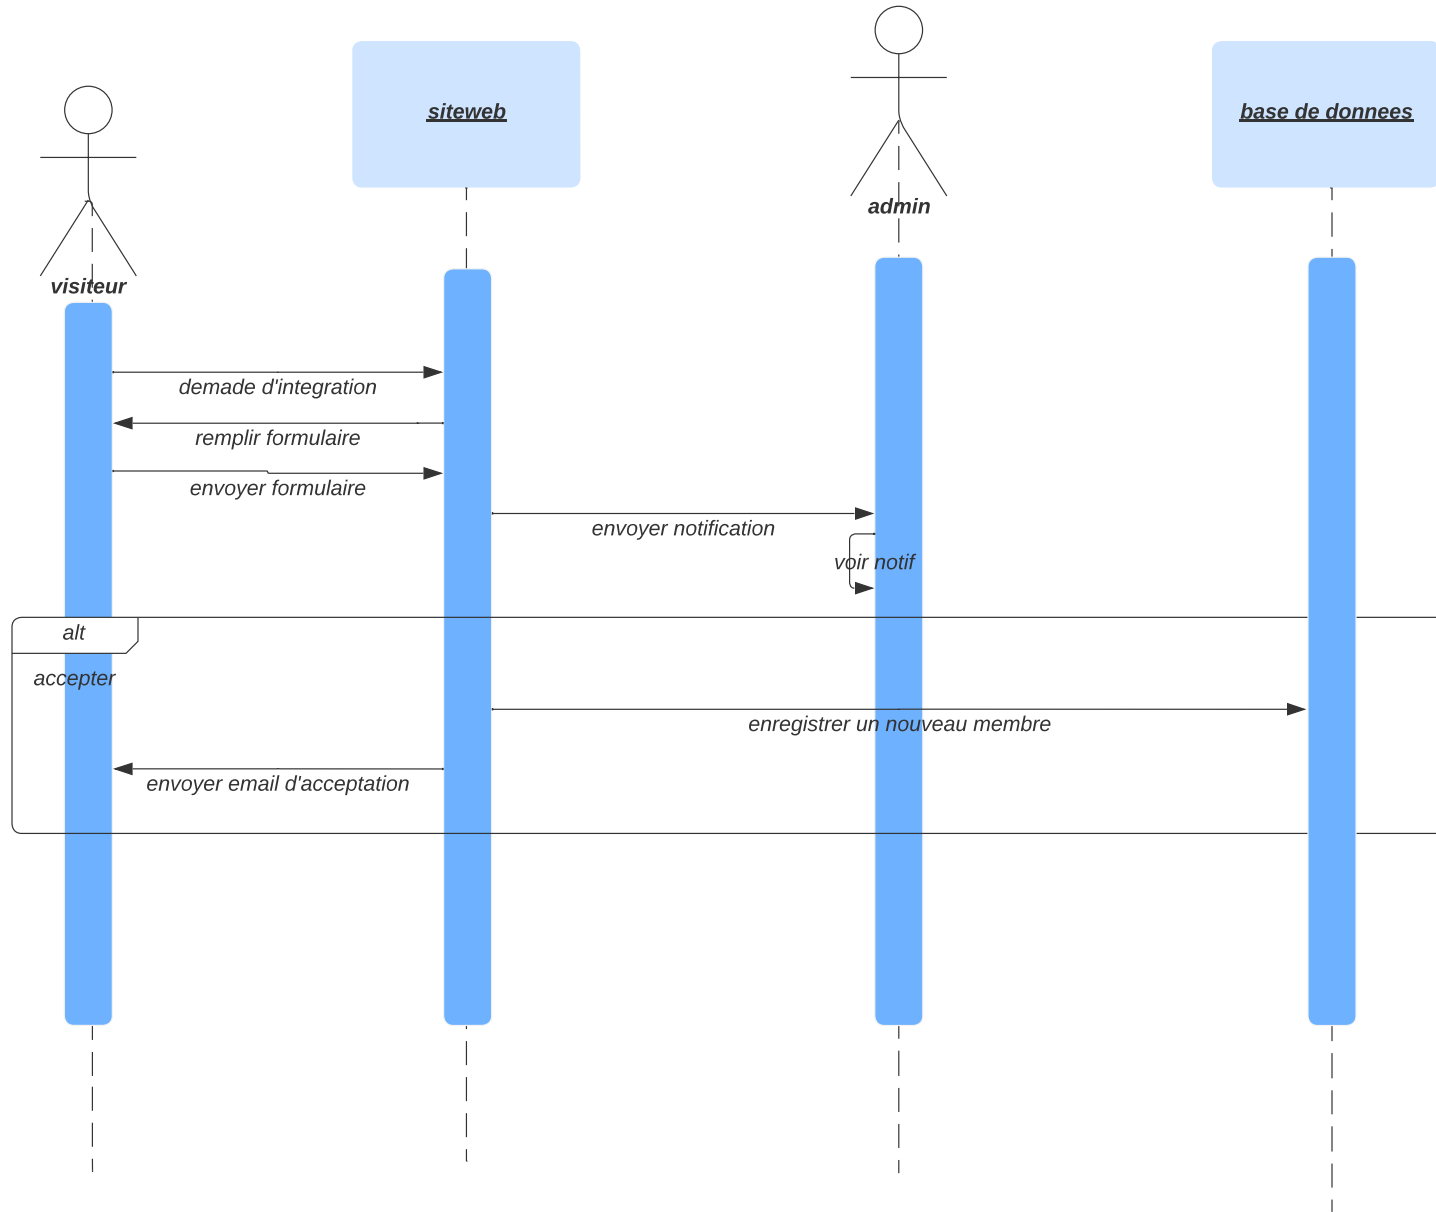 siteweb
base de donnees
admin
visiteur
demade d'integration
remplir formulaire
envoyer formulaire
envoyer notification
voir notif
alt
accepter
enregistrer un nouveau membre
envoyer email d'acceptation